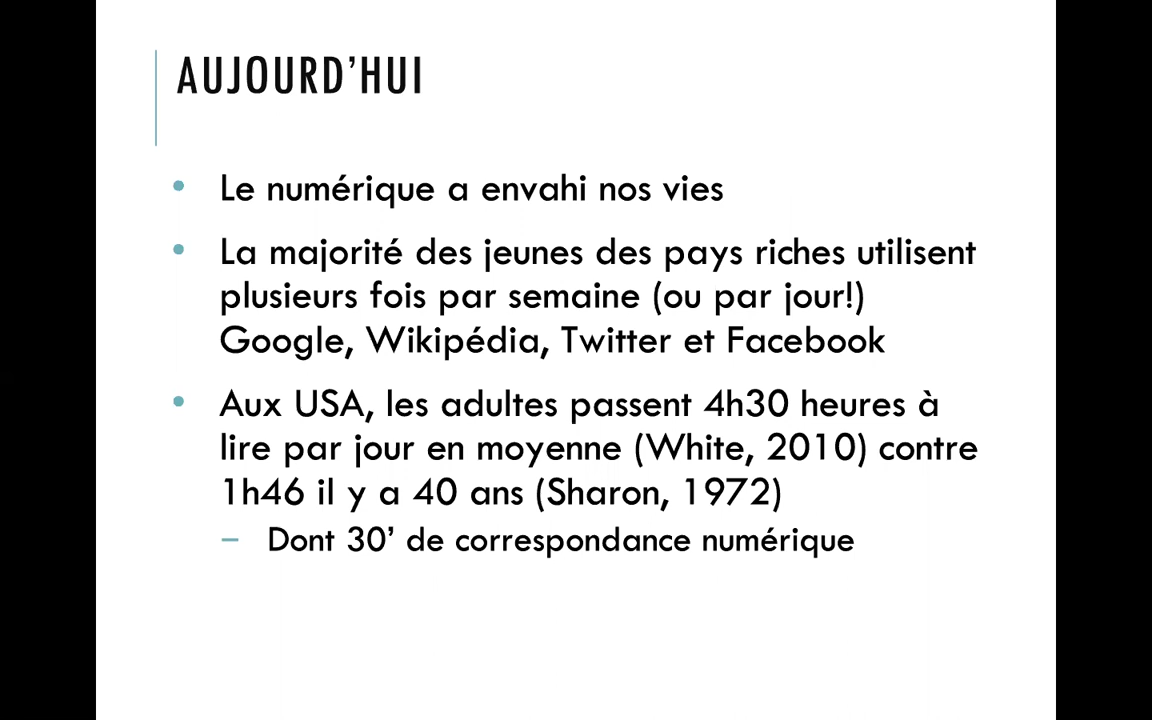 AUJOURD’HUI
• Le numérique a envahi nos vies
• La majorité des jeunes des pays riches utilisent
plusieurs fois par semaine (ou par jour!)
Google, Wikipédia, Twitter et Facebook
• Aux USA, les adultes passent 4h30 heures à
lire par jour en moyenne (White, 2010) contre
1h46 il y a 40 ans (Sharon, 1972)
– Dont 30’ de correspondance numérique